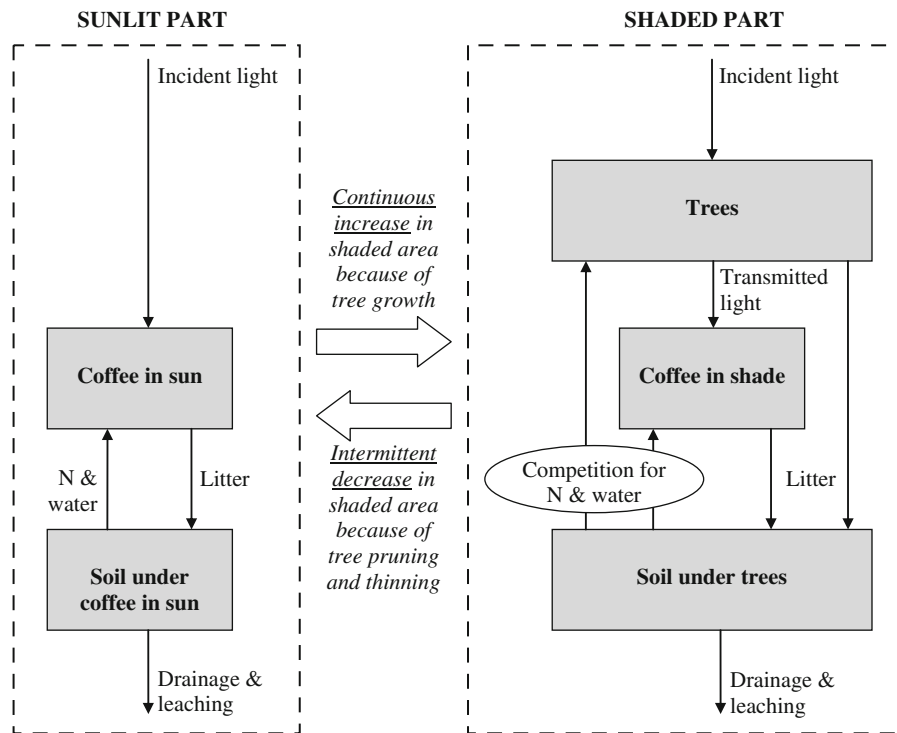 SUNLIT PART
Incident light
Coffee in sun
N &
water
Litter
Soil under
coffee in sun
Drainage &
leaching
Continuous
increase in
shaded area
because of
tree growth
Intermittent
decrease in
shaded area
because of
tree pruning
and thinning
SHADED PART
Incident light
Trees
Transmitted
light
Coffee in shade
Competition for
N & water
Litter
Soil under trees
Drainage &
leaching